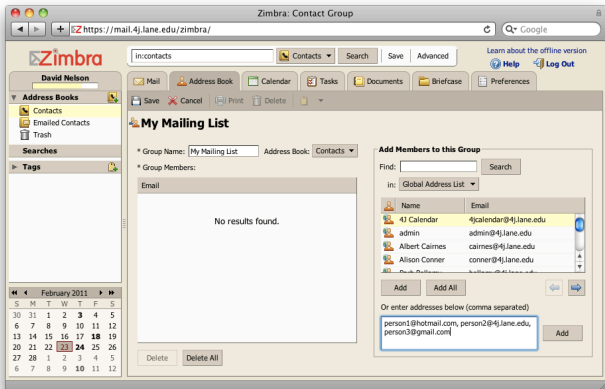 Zimbra: Contact Group
https://mail.4j.lane.edu/zimbra/
Google
Zimbra
in:contacts
Contacts
Search
Save
Advanced
Learn about the offline version
Help
Log Out
David Nelson
Mail
Address Book
Calendar
Tasks
Documents
Briefcase
Preferences
Address Books
Contacts
Emailed Contacts
Trash
Searches
Tags
Save
Cancel
Print
Delete
My Mailing List
* Group Name: My Mailing List Address Book: Contacts
* Group Members:
Email
No results found.
Delete
Delete All
Add Members to this Group
Find:
Search
in: Global Address List
Name Email
4J Calendar 4jcalendar@4j.lane.edu
admin admin@4j.lane.edu
Albert Cairnes cairnes@4j.lane.edu
Alison Conner conner@4j.lane.edu
Add
Add All
Or enter addresses below (comma separated)
person1@hotmail.com, person2@4j.lane.edu,
person3@gmail.com
Add
February 2011
S M T W T F S
30 31 1 2 3 4 5
6 7 8 9 10 11 12
13 14 15 16 17 18 19
20 21 22 23 24 25 26
27 28 1 2 3 4 5
6 7 8 9 10 11 12